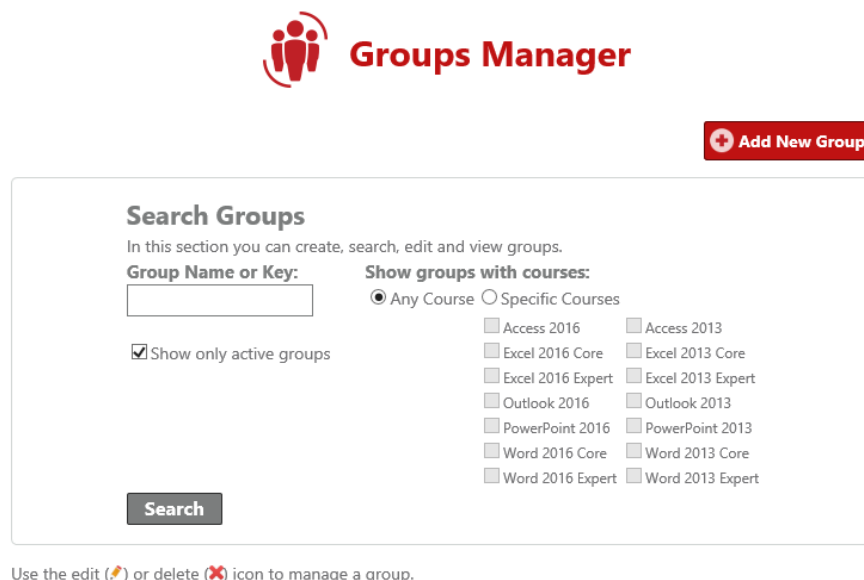 Groups Manager
Add New Group
Search Groups
In this section you can create, search, edit and view groups.
Group Name or Key:
Show groups with courses:
Any Course Specific Courses
Show only active groups
Access 2016 Access 2013
Excel 2016 Core Excel 2013 Core
Excel 2016 Expert Excel 2013 Expert
Outlook 2016 Outlook 2013
PowerPoint 2016 PowerPoint 2013
Word 2016 Core Word 2013 Core
Word 2016 Expert Word 2013 Expert
Search
Use the edit () or delete () icon to manage a group.